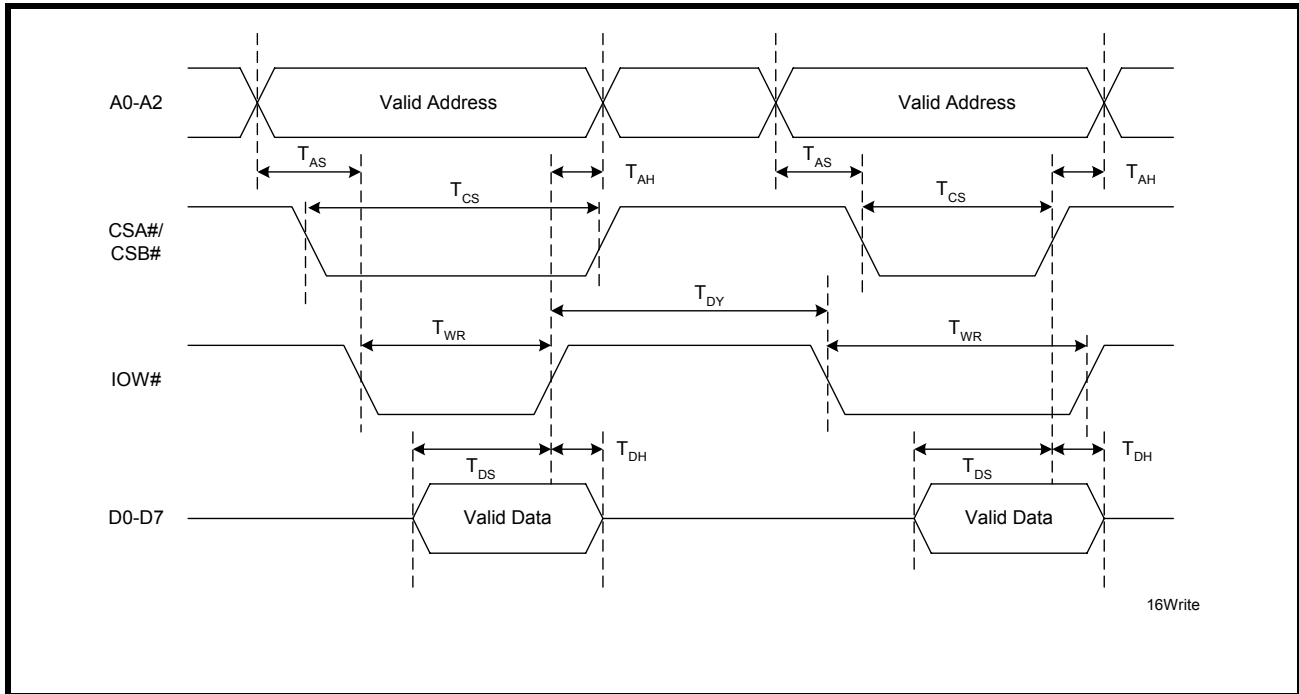 A0-A2
Valid Address
Valid Address
TAS
TAH
TAS
TAH
TCS
TCS
CSA#/
CSB#
TDY
TWR
TWR
IOW#
TDS
TDH
TDS
TDH
D0-D7
Valid Data
Valid Data
16Write